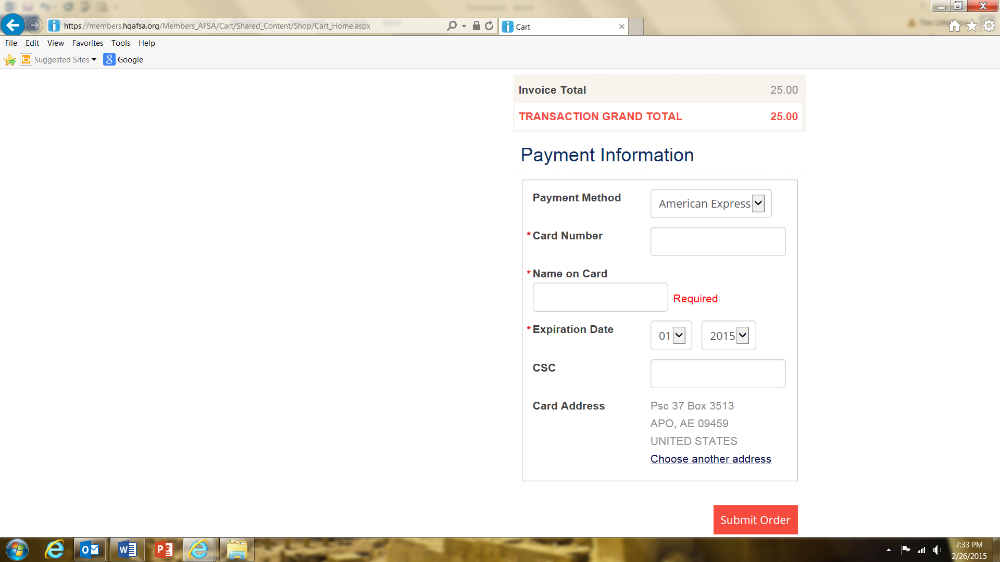 Document1 - Word
https://members.hqafsa.org/Members_AFSA/Cart/Shared_Content/Shop/Cart_Home.aspx
Cart
File Edit View Favorites Tools Help
Suggested Sites
Google
Invoice Total 25.00
TRANSACTION GRAND TOTAL 25.00
Payment Information
Payment Method American Express
* Card Number
* Name on Card
Required
* Expiration Date 01 2015
CSC
Card Address Psc 37 Box 3513
APO, AE 09459
UNITED STATES
Choose another address
Submit Order
7:33 PM
2/26/2015